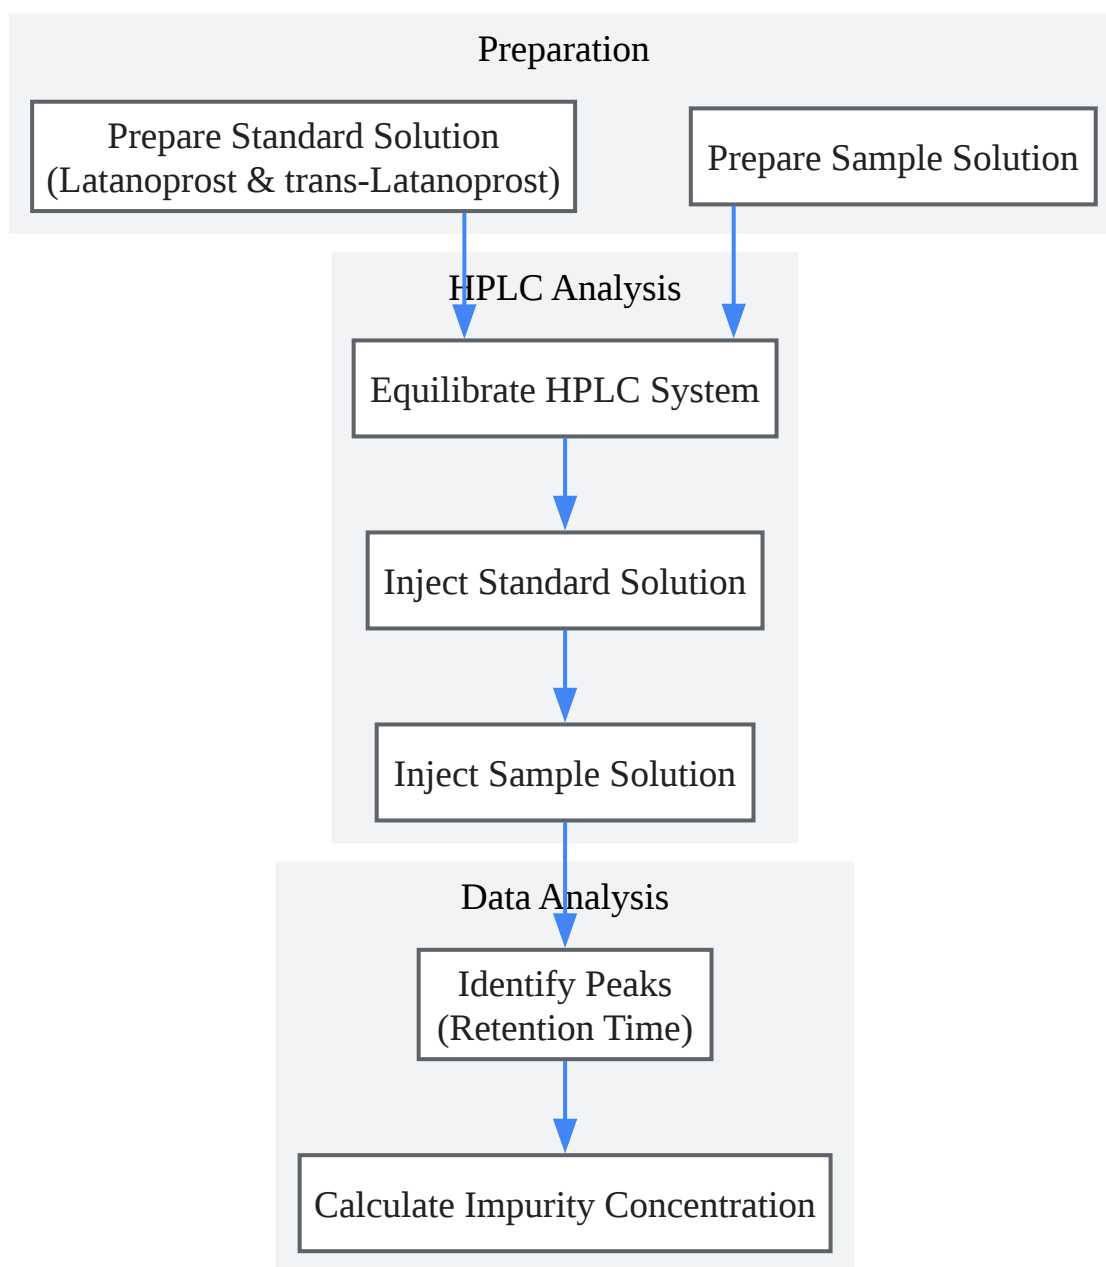 Preparation
Prepare Standard Solution
(Latanoprost & trans-Latanoprost)
Prepare Sample Solution
HPLC Analysis
Equilibrate HPLC System
Inject Standard Solution
Inject Sample Solution
Data Analysis
Identify Peaks
(Retention Time)
Calculate Impurity Concentration